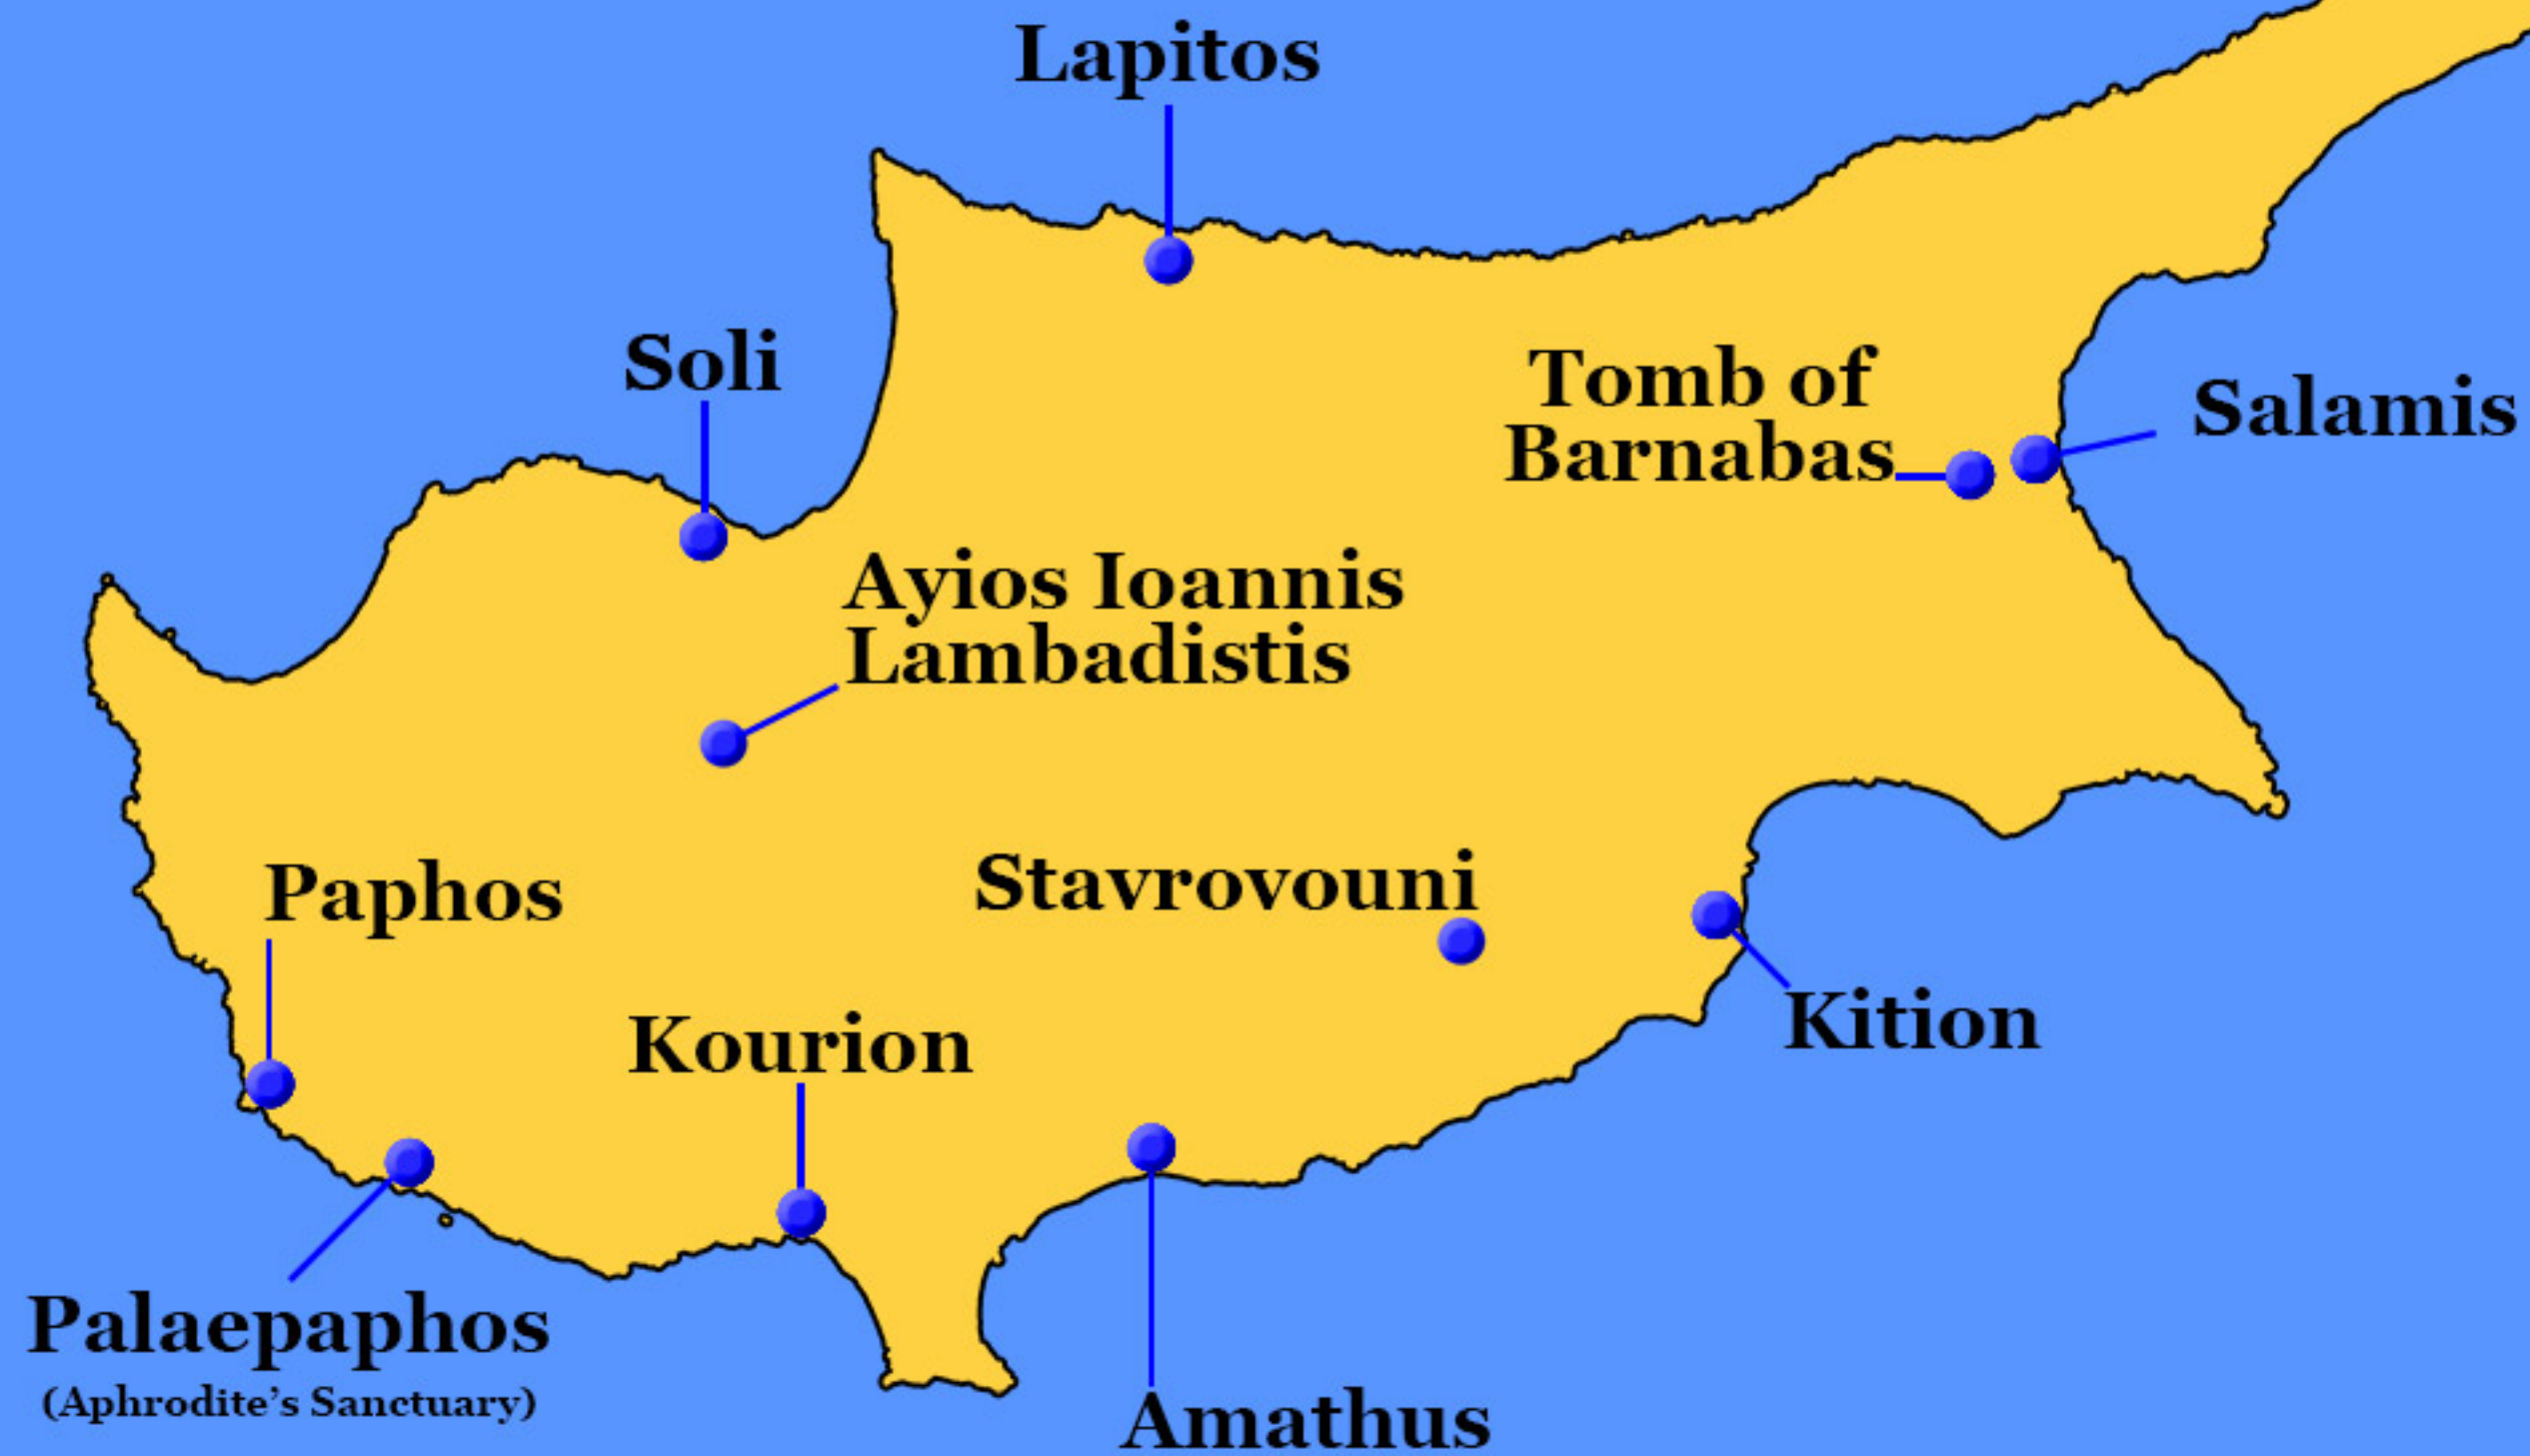 Lapitos
Soli
Tomb of
Barnabas
Salamis
Ayios Ioannis
Lambadistis
Paphos
Stavrovouni
Kition
Kourion
Palaepaphos
(Aphrodite’s Sanctuary)
Amathus